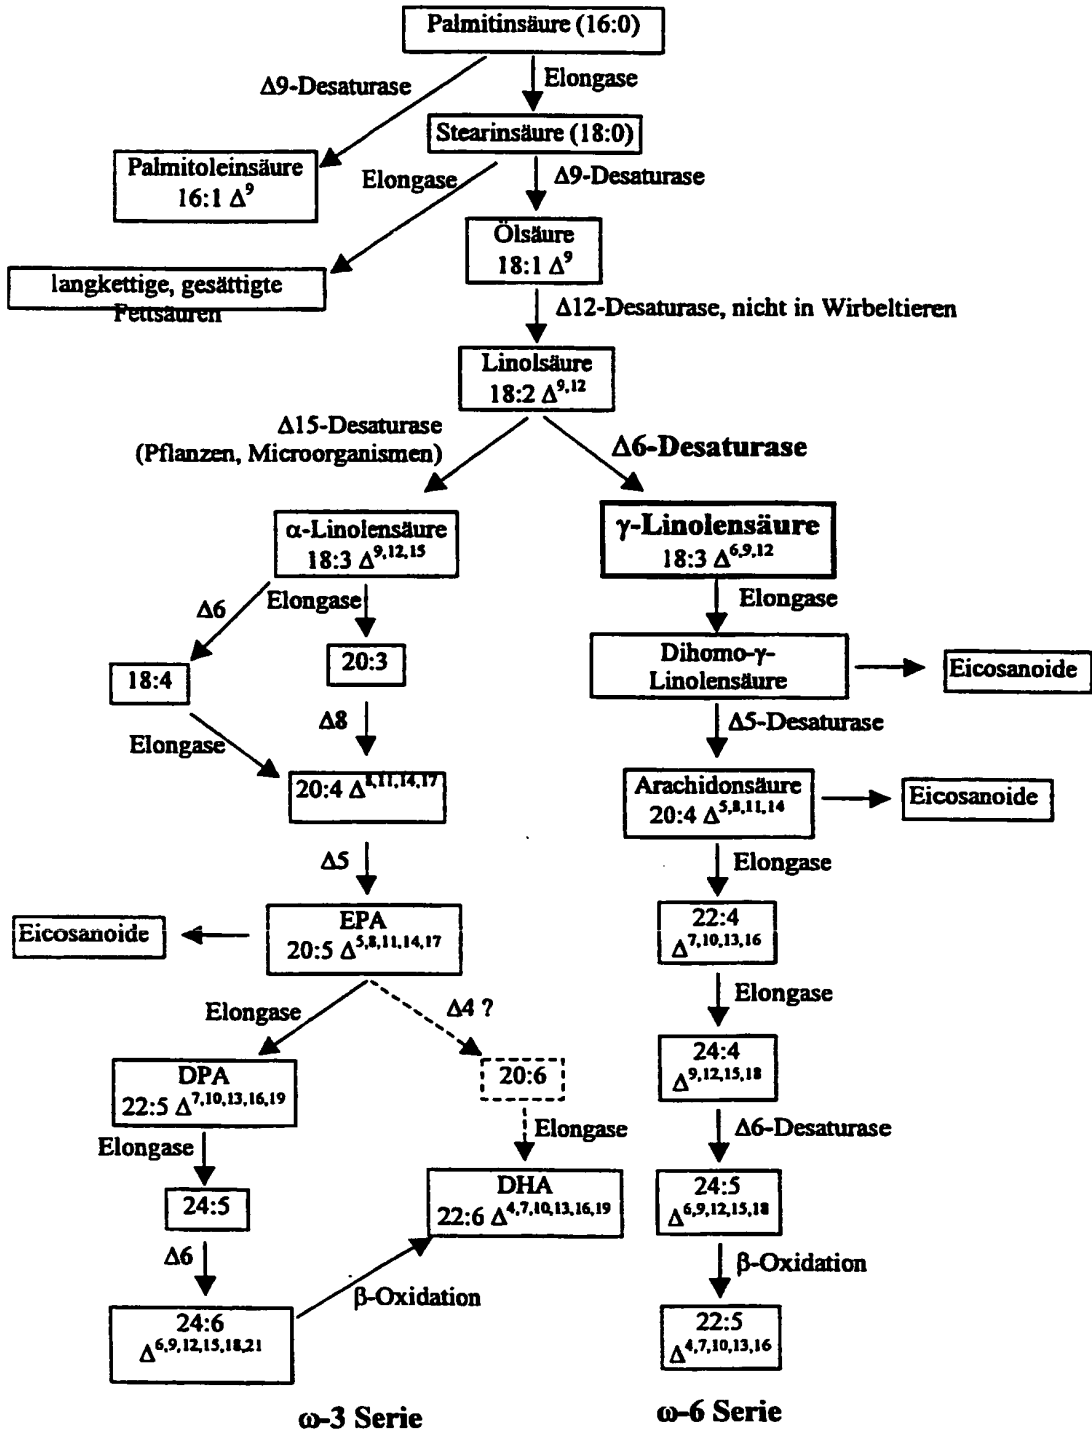 Palmitinsäure (16:0)
Δ9-Desaturase
Elongase
Stearinsäure (18:0)
Palmitoleinsäure
16:1 Δ⁹
Elongase
Δ9-Desaturase
Ölsäure
18:1 Δ⁹
langkettige, gesättigte
Fettsäuren
Δ12-Desaturase, nicht in Wirbeltieren
Linolsäure
18:2 Δ⁹,¹²
Δ15-Desaturase
(Pflanzen, Microorganismen)
Δ6-Desaturase
α-Linolensäure
18:3 Δ⁹,¹²,¹⁵
γ-Linolensäure
18:3 Δ⁶,⁹,¹²
Δ6
Elongase
Elongase
18:4
20:3
Dihomo-γ-
Linolensäure
Eicosanoide
Elongase
Δ8
Δ5-Desaturase
20:4 Δ⁸,¹¹,¹⁴,¹⁷
Arachidonsäure
20:4 Δ⁵,⁸,¹¹,¹⁴
Eicosanoide
Δ5
Elongase
Eicosanoide
EPA
20:5 Δ⁵,⁸,¹¹,¹⁴,¹⁷
22:4
Δ⁷,¹⁰,¹³,¹⁶
Elongase
Δ4 ?
Elongase
DPA
22:5 Δ⁷,¹⁰,¹³,¹⁶,¹⁹
20:6
24:4
Δ⁹,¹²,¹⁵,¹⁸
Elongase
Elongase
Δ6-Desaturase
24:5
DHA
22:6 Δ⁴,⁷,¹⁰,¹³,¹⁶,¹⁹
24:5
Δ⁶,⁹,¹²,¹⁵,¹⁸
Δ6
β-Oxidation
β-Oxidation
24:6
Δ⁶,⁹,¹²,¹⁵,¹⁸,²¹
22:5
Δ⁴,⁷,¹⁰,¹³,¹⁶
ω-3 Serie
ω-6 Serie